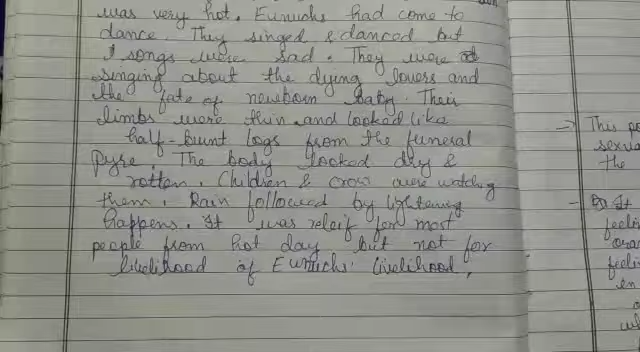 was very hot. Eunuchs had come to
dance. They singed & danced but
songs were sad. They were
singing about the dying lovers and
the fate of newborn baby. Their
limbs were thin and looked like
half-burnt logs from the funeral
Pyre. The body looked dry &
rotten. Children & crow were watching
them. Rain followed by lightening
happens. It was releif for most
people from hot day but not for
likelihood of Eunuchs. livelihood,
→ This po
sexua
the
- It
feelin
feelin
en